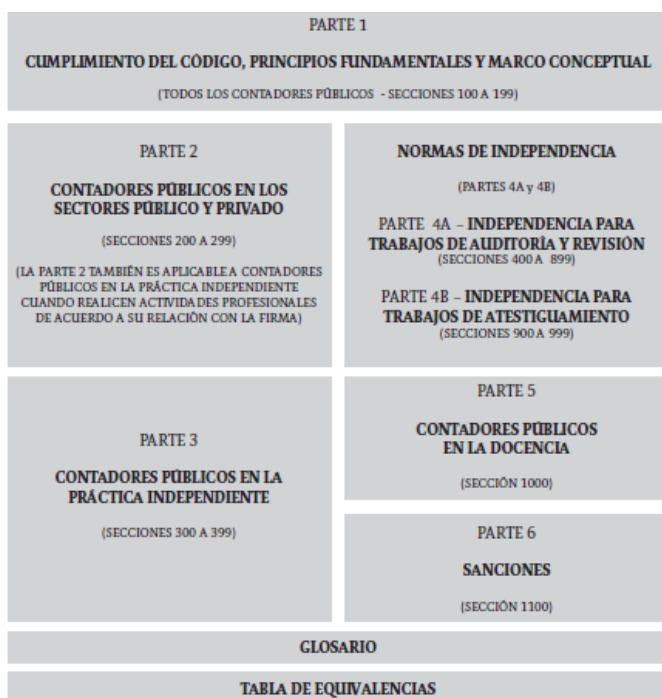 PARTE 1
CUMPLIMIENTO DEL CÓDIGO, PRINCIPIOS FUNDAMENTALES Y MARCO CONCEPTUAL
(TODOS LOS CONTADORES PÚBLICOS - SECCIONES 100 A 199)
PARTE 2
CONTADORES PÚBLICOS EN LOS
SECTORES PÚBLICO Y PRIVADO
(SECCIONES 200 A 299)
(LA PARTE 2 TAMBIÉN ES APLICABLE A CONTADORES
PÚBLICOS EN LA PRÁCTICA INDEPENDIENTE
CUANDO REALICEN ACTIVIDADES PROFESIONALES
DE ACUERDO A SU RELACIÓN CON LA FIRMA)
NORMAS DE INDEPENDENCIA
(PARTES 4A y 4B)
PARTE 4A – INDEPENDENCIA PARA
TRABAJOS DE AUDITORÍA Y REVISIÓN
(SECCIONES 400 A 899)
PARTE 4B – INDEPENDENCIA PARA
TRABAJOS DE ATESTIGUAMIENTO
(SECCIONES 900 A 999)
PARTE 3
CONTADORES PÚBLICOS EN LA
PRÁCTICA INDEPENDIENTE
(SECCIONES 300 A 399)
PARTE 5
CONTADORES PÚBLICOS
EN LA DOCENCIA
(SECCIÓN 1000)
PARTE 6
SANCIONES
(SECCIÓN 1100)
GLOSARIO
TABLA DE EQUIVALENCIAS